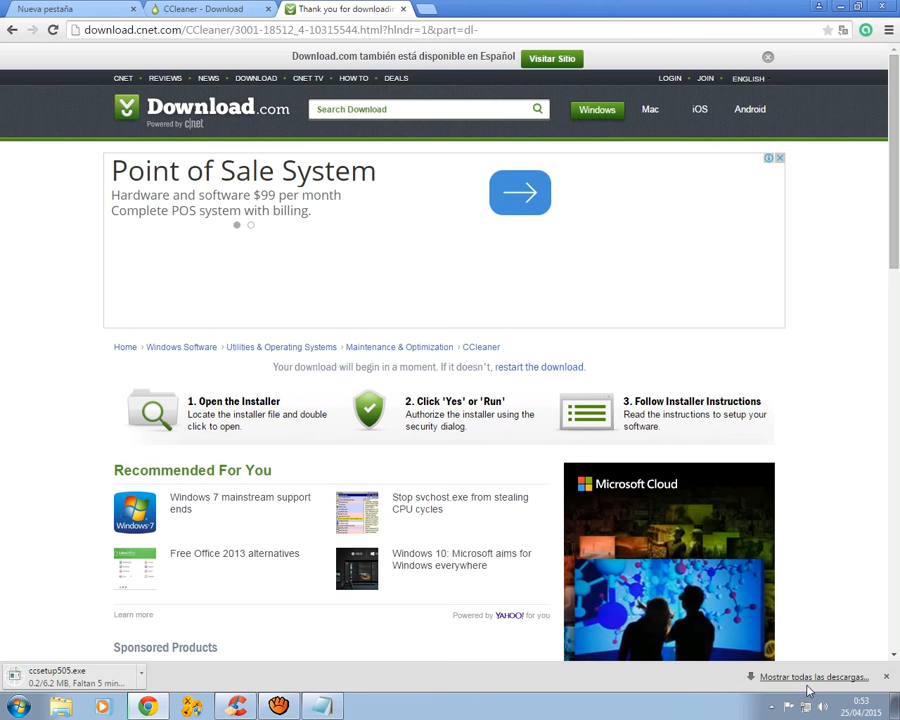 Nueva pestaña
CCleaner - Download
Thank you for downloadin
download.cnet.com/CCleaner/3001-18512_4-10315544.html?hlndr=1&part=dl-
Download.com también está disponible en Español
Visitar Sitio
CNET REVIEWS NEWS DOWNLOAD CNET TV HOW TO DEALS
LOGIN JOIN ENGLISH
Download.com
Powered by c|net
Search Download
Windows Mac iOS Android
Point of Sale System
Hardware and software $99 per month
Complete POS system with billing.
Home › Windows Software › Utilities & Operating Systems › Maintenance & Optimization › CCleaner
Your download will begin in a moment. If it doesn't, restart the download.
1. Open the Installer
Locate the installer file and double
click to open.
2. Click 'Yes' or 'Run'
Authorize the installer using the
security dialog.
3. Follow Installer Instructions
Read the instructions to setup your
software.
Recommended For You
Windows 7 mainstream support
ends
Windows 7
Stop svchost.exe from stealing
CPU cycles
Free Office 2013 alternatives
Windows 10: Microsoft aims for
Windows everywhere
Learn more
Powered by YAHOO! for you
Microsoft Cloud
Sponsored Products
ccsetup505.exe
0.2/6.2 MB, Faltan 5 min...
Mostrar todas las descargas...
0:53
25/04/2015